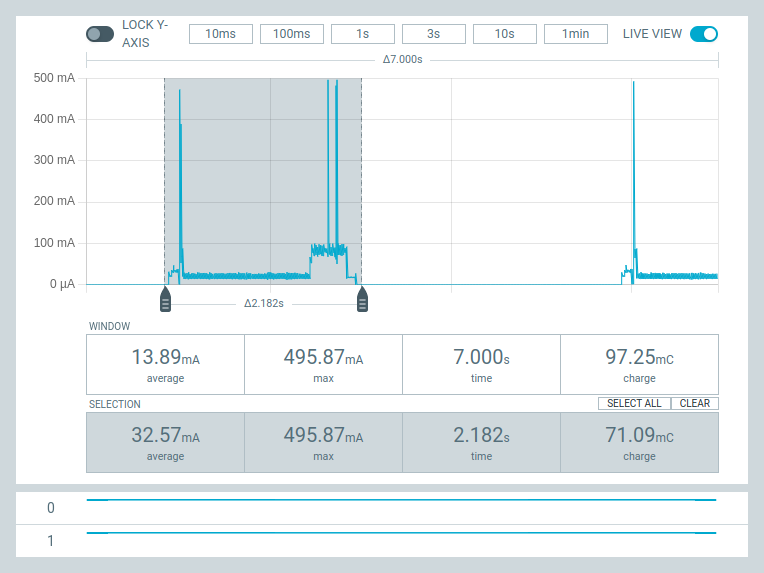 LOCK Y-AXIS 10ms 100ms 1s 3s 10s 1min LIVE VIEW
Δ7.000s
500 mA
400 mA
300 mA
200 mA
100 mA
0 μA
Δ2.182s
WINDOW
13.89mA 495.87mA 7.000s 97.25mC
average max time charge
SELECTION SELECT ALL CLEAR
32.57mA 495.87mA 2.182s 71.09mC
average max time charge
0
1